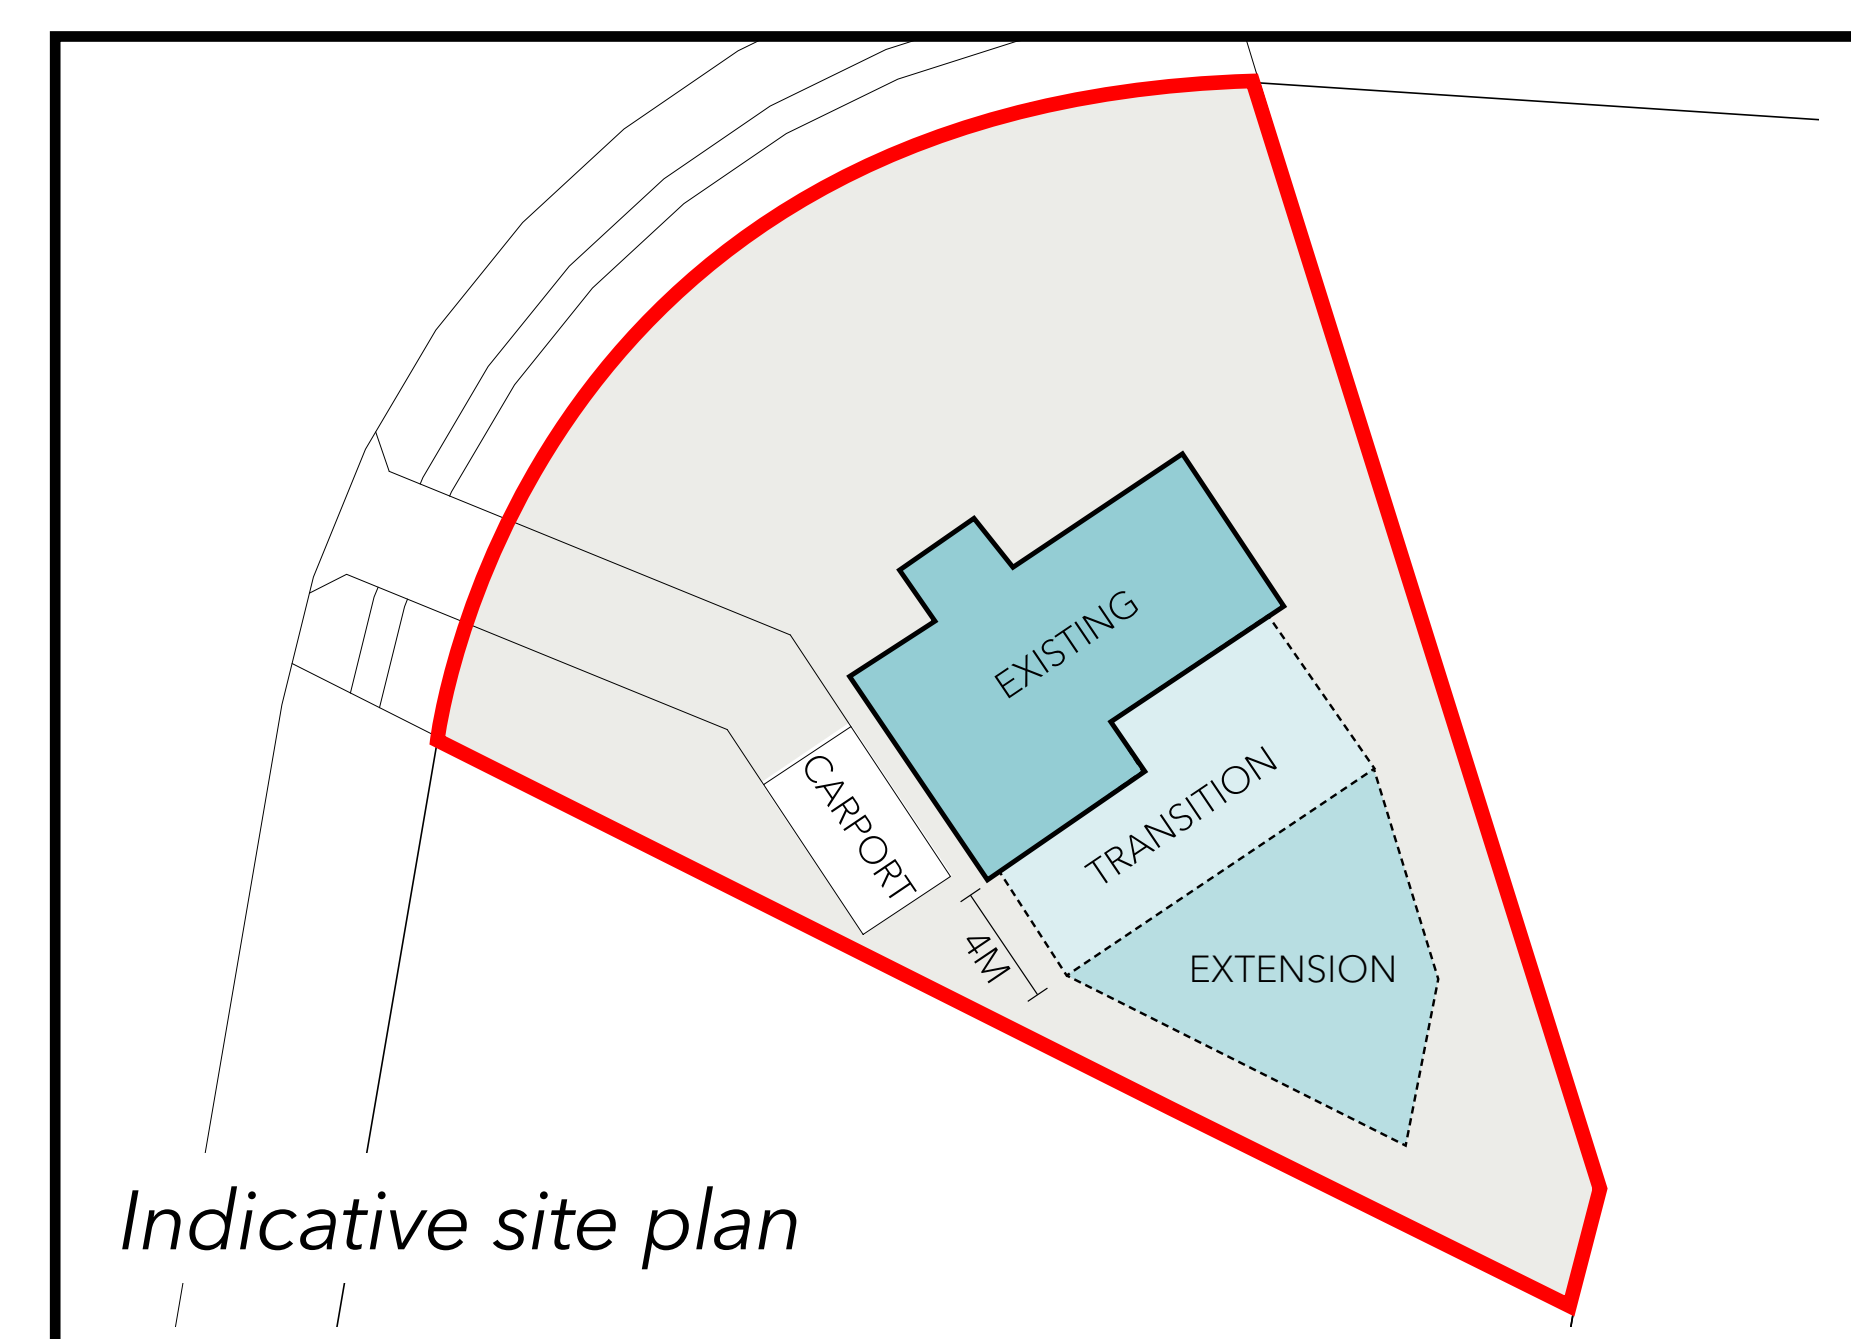 EXISTING
TRANSITION
CARPORT
4M
EXTENSION
Indicative site plan